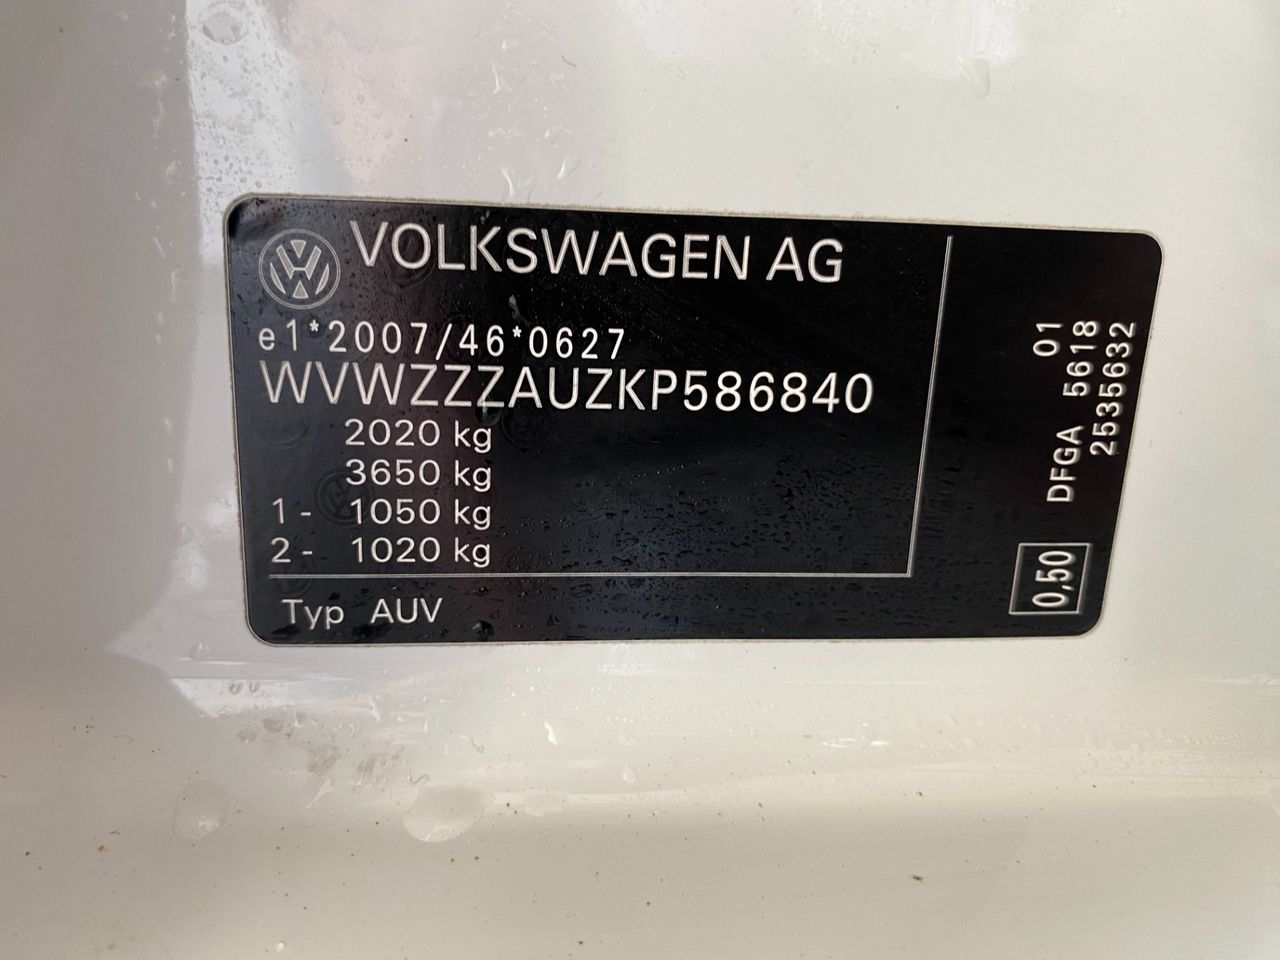 VOLKSWAGEN AG
e1*2007/46*0627
WVWZZZAUZKP586840
2020 kg
3650 kg
1 - 1050 kg
2 - 1020 kg
Typ AUV
01
DFGA 5618
2535632
0,50